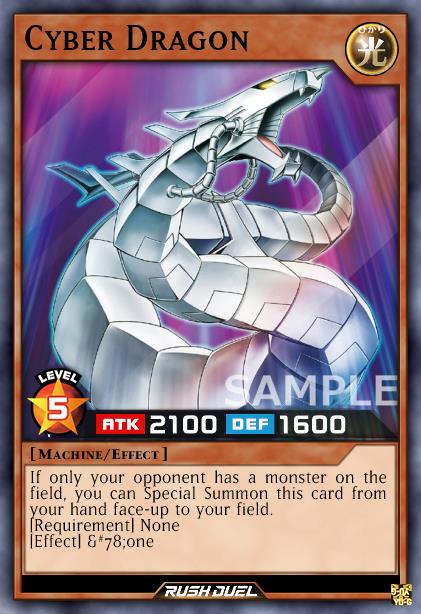 CYBER DRAGON
ひかり
光
SAMPLE
LEVEL
5
ATK 2100 DEF 1600
[MACHINE/EFFECT]
If only your opponent has a monster on the
field, you can Special Summon this card from
your hand face-up to your field.
[Requirement] None
[Effect] &#78;one
RUSH DUEL